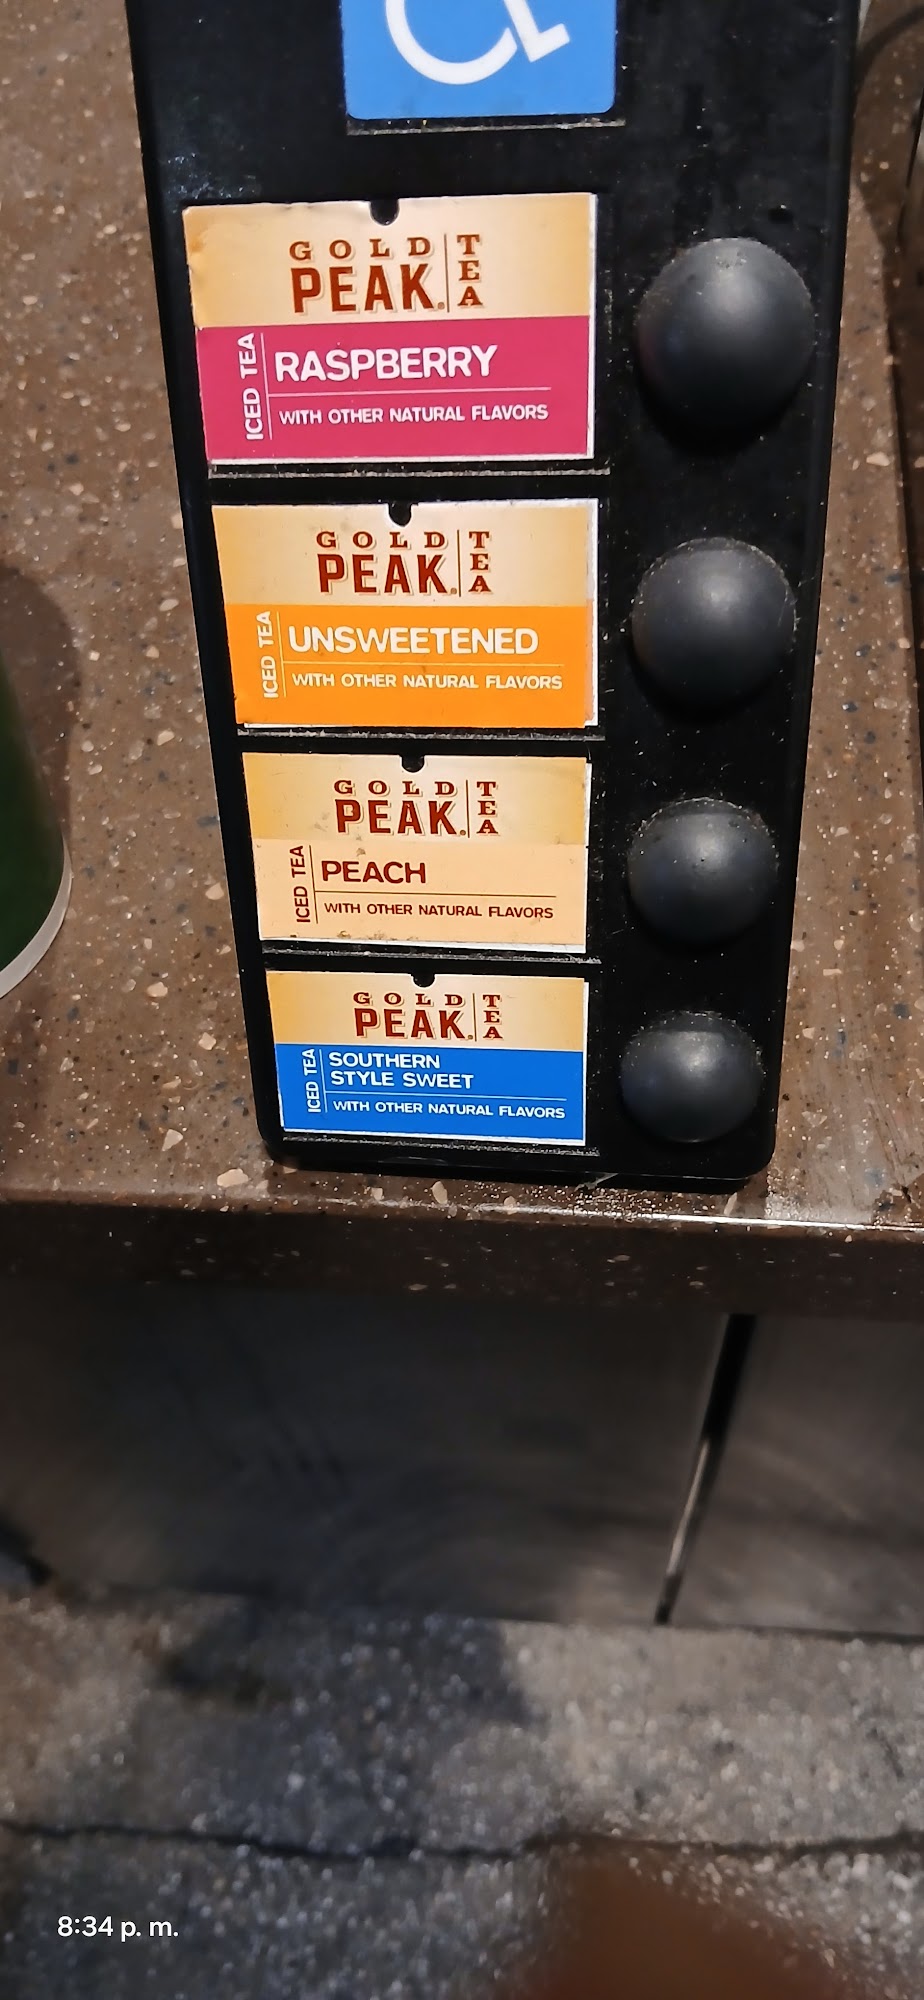 GOLD
PEAK® TEA
ICED TEA
RASPBERRY
WITH OTHER NATURAL FLAVORS
GOLD
PEAK® TEA
ICED TEA
UNSWEETENED
WITH OTHER NATURAL FLAVORS
GOLD
PEAK® TEA
ICED TEA
PEACH
WITH OTHER NATURAL FLAVORS
GOLD
PEAK® TEA
ICED TEA
SOUTHERN
STYLE SWEET
WITH OTHER NATURAL FLAVORS
8:34 p. m.